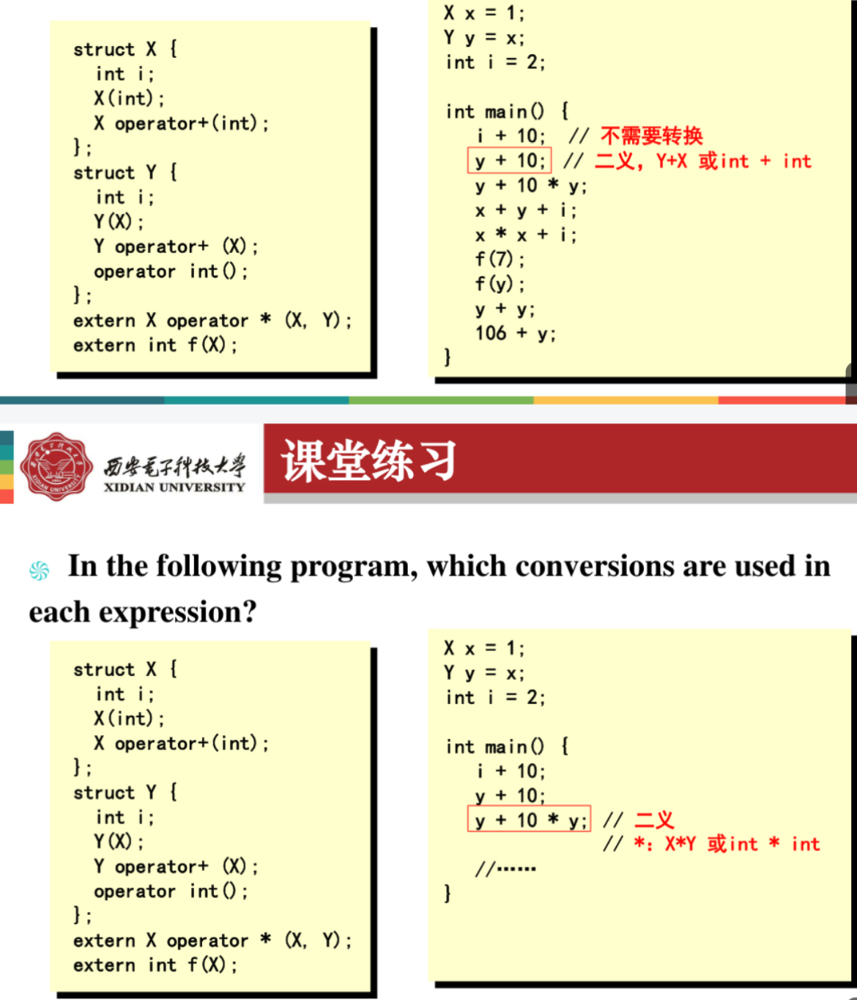 struct X {
int i;
X(int);
X operator+(int);
};
struct Y {
int i;
Y(X);
Y operator+ (X);
operator int();
};
extern X operator * (X, Y);
extern int f(X);
X x = 1;
Y y = x;
int i = 2;
int main() {
i + 10; // 不需要转换
y + 10; // 二义, Y+X 或int + int
y + 10 * y;
x + y + i;
x * x + i;
f(7);
f(y);
y + y;
106 + y;
}
西安电子科技大学
XIDIAN UNIVERSITY
课堂练习
In the following program, which conversions are used in
each expression?
struct X {
int i;
X(int);
X operator+(int);
};
struct Y {
int i;
Y(X);
Y operator+ (X);
operator int();
};
extern X operator * (X, Y);
extern int f(X);
X x = 1;
Y y = x;
int i = 2;
int main() {
i + 10;
y + 10;
y + 10 * y; // 二义
// *: X*Y 或int * int
//……
}